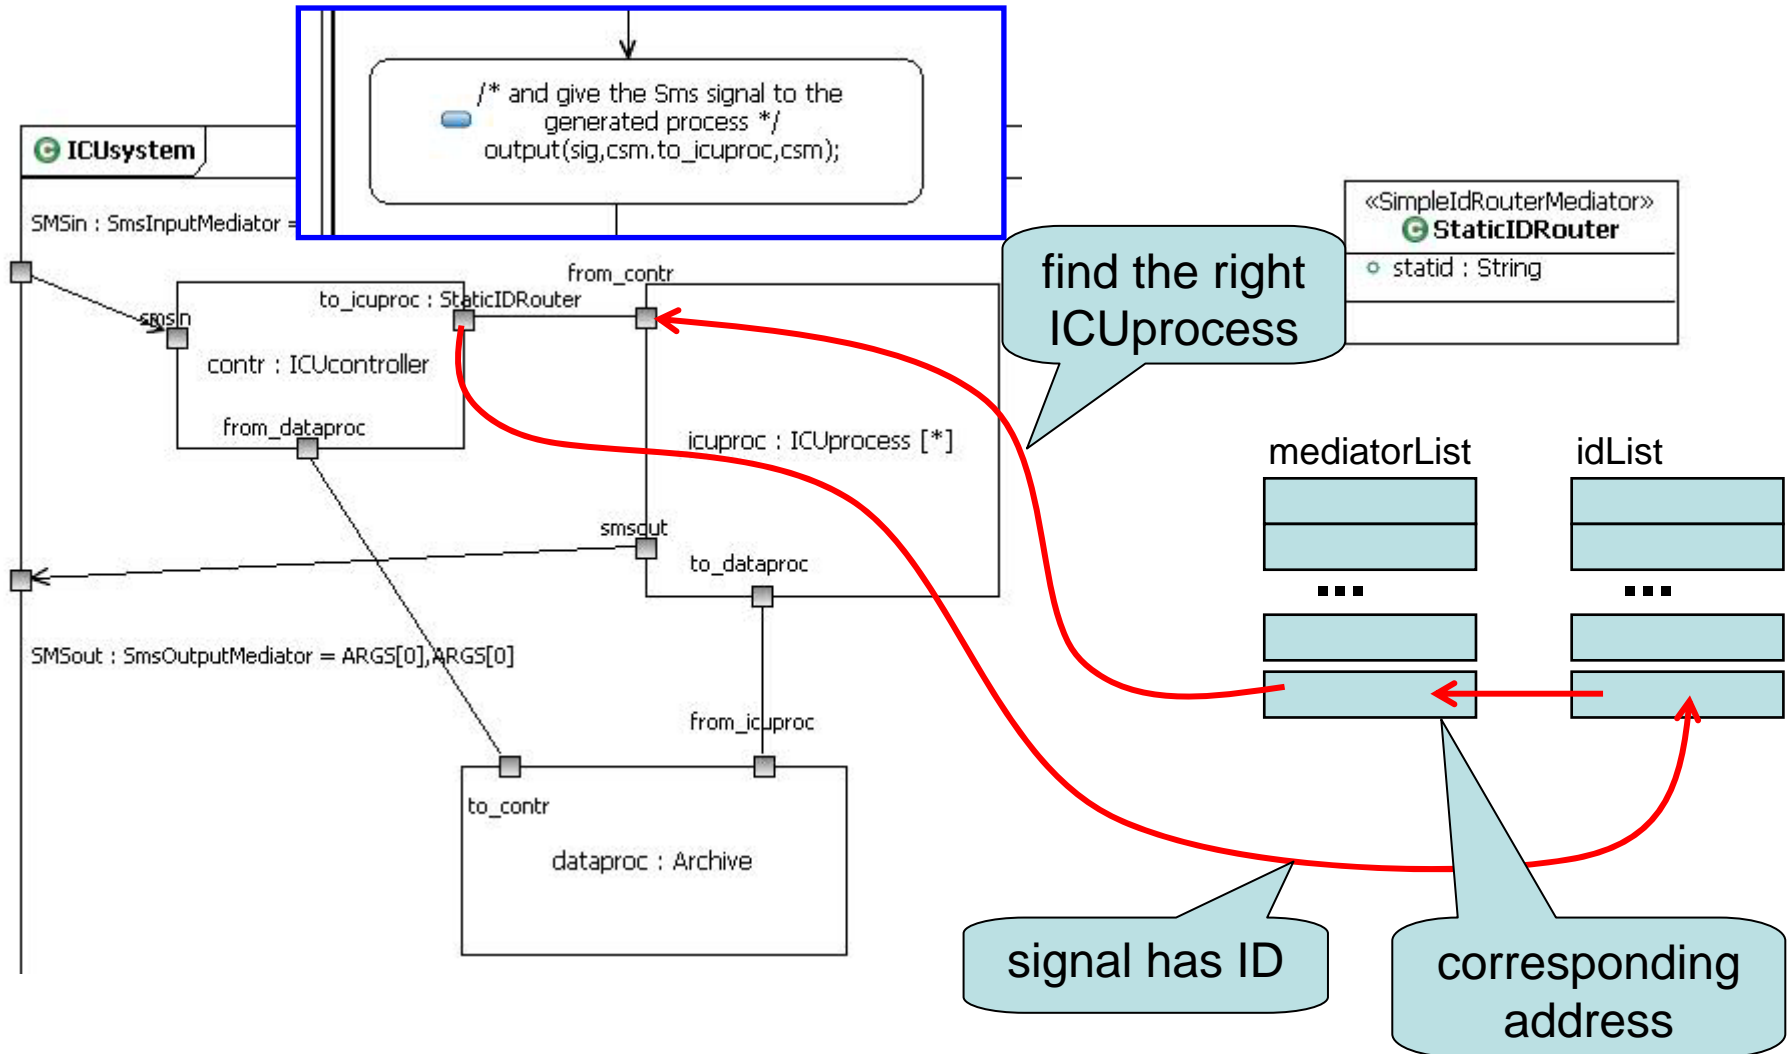 /* and give the Sms signal to the
generated process */
output(sig,csm.to_icuproc,csm);
C ICUsystem
SMSin : SmsInputMediator =
«SimpleIdRouterMediator»
C StaticIDRouter
statid : String
find the right
ICUprocess
from_contr
to_icuproc : StaticIDRouter
smsin
contr : ICUcontroller
from_dataproc
icuproc : ICUprocess [*]
mediatorList
idList
smsout
to_dataproc
...
...
SMSout : SmsOutputMediator = ARGS[0],ARGS[0]
from_icuproc
to_contr
dataproc : Archive
signal has ID
corresponding
address